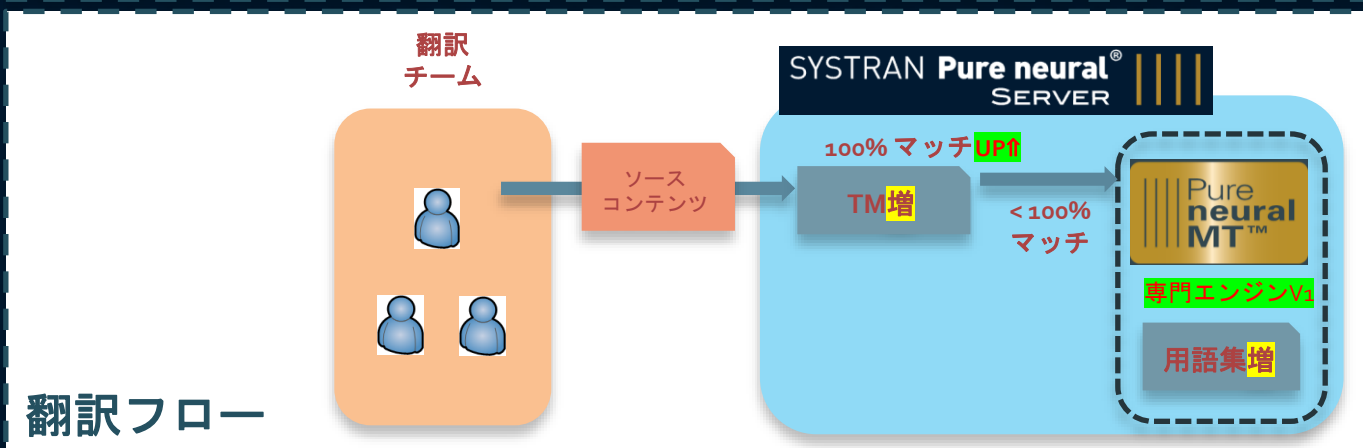 翻訳
チーム
SYSTRAN Pure neural®
SERVER
100% マッチUP⇑
ソース
コンテンツ
TM増
<100%
マッチ
Pure
neural
MT™
専門エンジンV1
用語集増
翻訳フロー